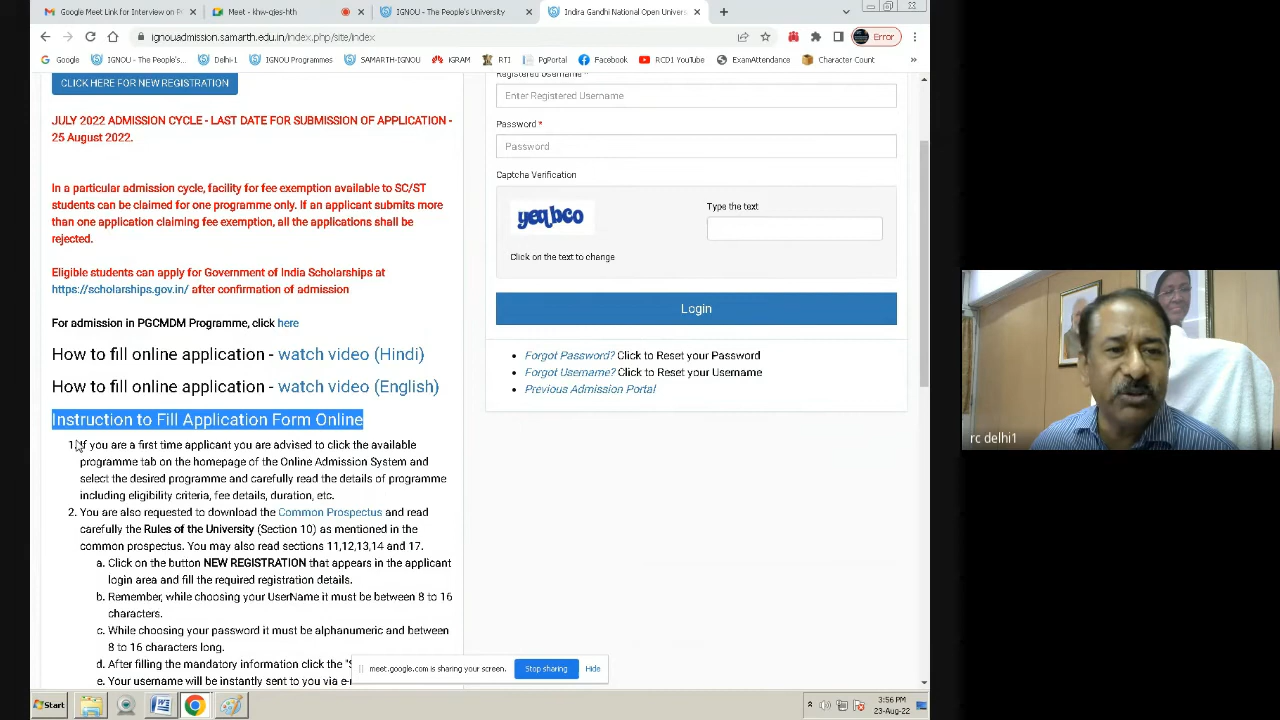 Google Meet Link for Interview on P
Meet - khw-qjes-hth
IGNOU - The People's University
Indira Gandhi National Open Univers
ignouadmission.samarth.edu.in/index.php/site/index
Error
Google
IGNOU - The People's...
Delhi-1
IGNOU Programmes
SAMARTH-IGNOU
iGRAM
RTI
PgPortal
Facebook
RCD1 YouTube
ExamAttendance
Character Count
»
CLICK HERE FOR NEW REGISTRATION
JULY 2022 ADMISSION CYCLE - LAST DATE FOR SUBMISSION OF APPLICATION -
25 August 2022.
In a particular admission cycle, facility for fee exemption available to SC/ST
students can be claimed for one programme only. If an applicant submits more
than one application claiming fee exemption, all the applications shall be
rejected.
Eligible students can apply for Government of India Scholarships at
https://scholarships.gov.in/ after confirmation of admission
For admission in PGCMDM Programme, click here
How to fill online application - watch video (Hindi)
How to fill online application - watch video (English)
Instruction to Fill Application Form Online
1. If you are a first time applicant you are advised to click the available
programme tab on the homepage of the Online Admission System and
select the desired programme and carefully read the details of programme
including eligibility criteria, fee details, duration, etc.
2. You are also requested to download the Common Prospectus and read
carefully the Rules of the University (Section 10) as mentioned in the
common prospectus. You may also read sections 11,12,13,14 and 17.
a. Click on the button NEW REGISTRATION that appears in the applicant
login area and fill the required registration details.
b. Remember, while choosing your UserName it must be between 8 to 16
characters.
c. While choosing your password it must be alphanumeric and between
8 to 16 characters long.
d. After filling the mandatory information click the "S
e. Your username will be instantly sent to you via e-
Registered Username *
Enter Registered Username
Password *
Password
Captcha Verification
yeqbco
Type the text
Click on the text to change
Login
Forgot Password? Click to Reset your Password
Forgot Username? Click to Reset your Username
Previous Admission Portal
meet.google.com is sharing your screen.
Stop sharing
Hide
Start
3:56 PM
23-Aug-22
rc delhi1